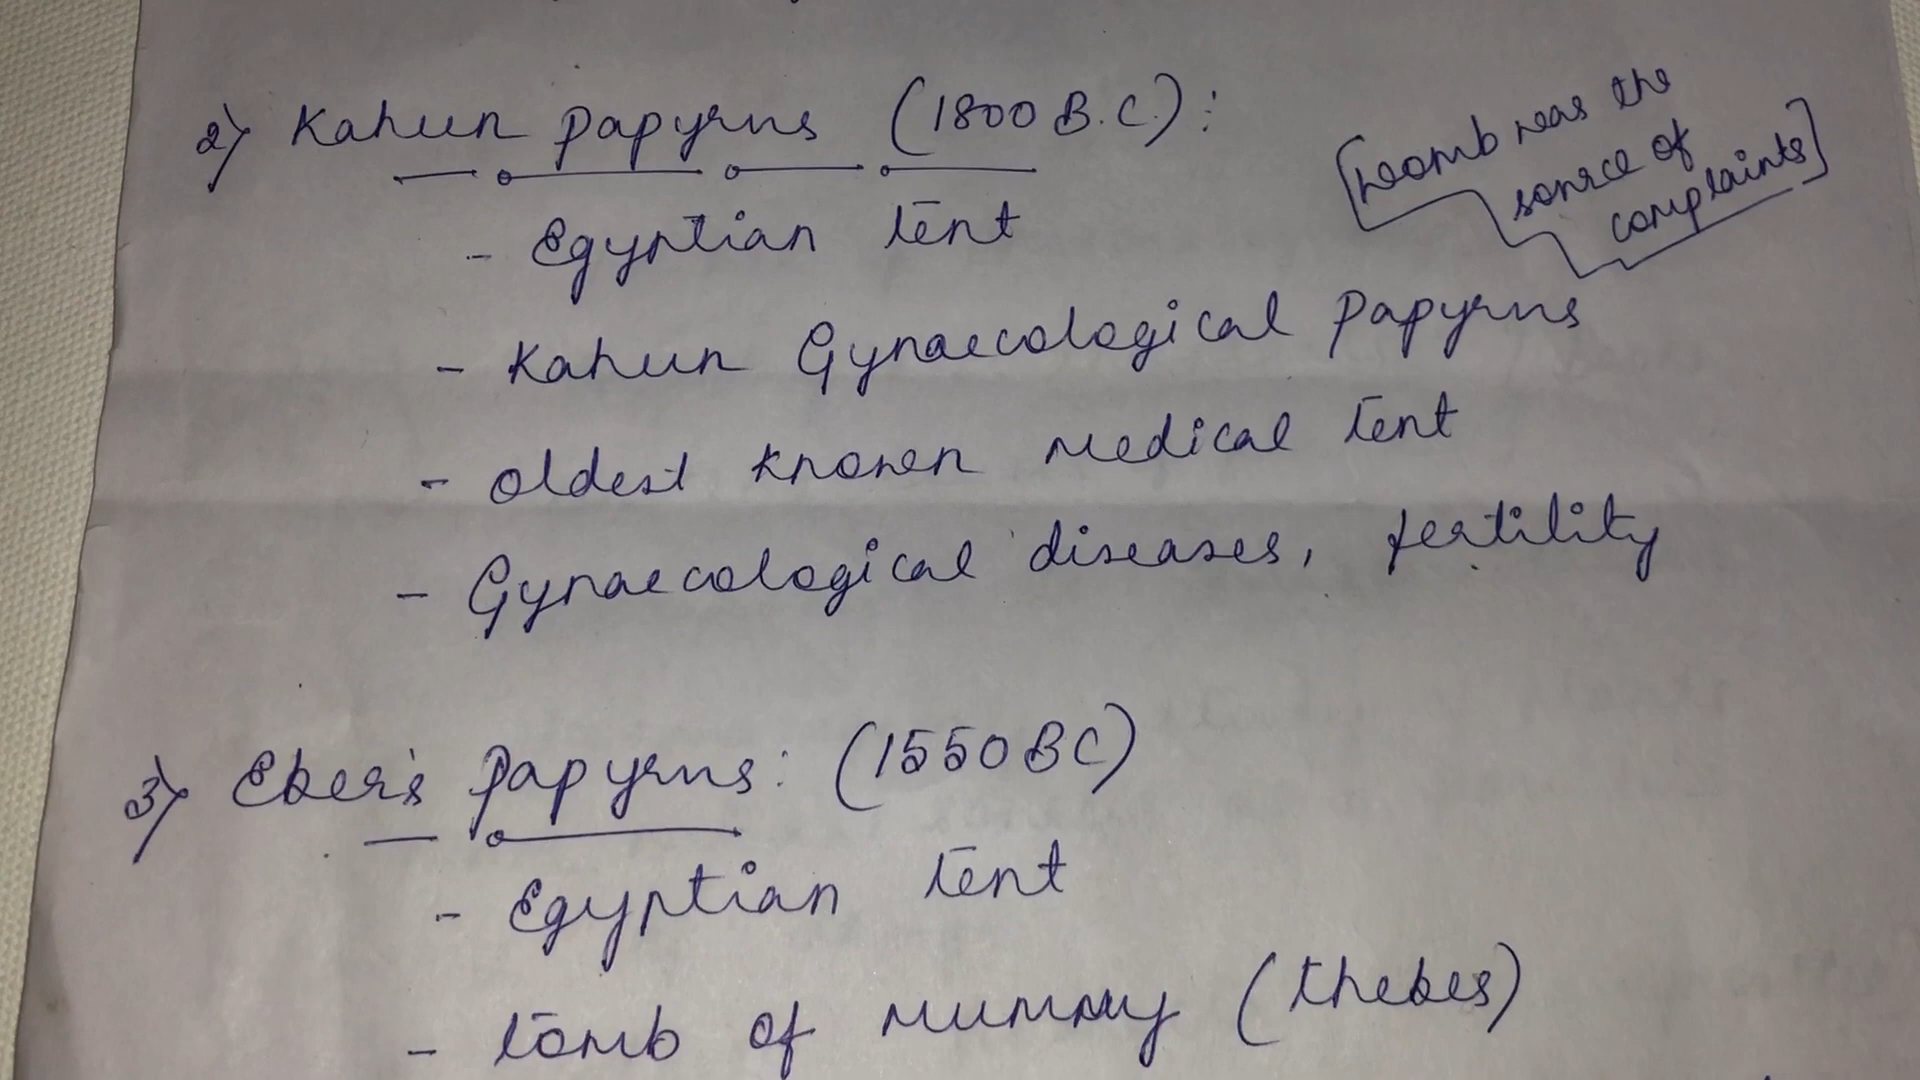 2) Kahun Papyrus (1800 B.C.):
[Womb was the
source of
complaints]
- Egyptian text
- Kahun Gynaecological Papyrus
- Oldest known medical text
- Gynaecological diseases, fertility
3) Eber's Papyrus: (1550 BC)
- Egyptian text
- Tomb of mummy (Thebes)